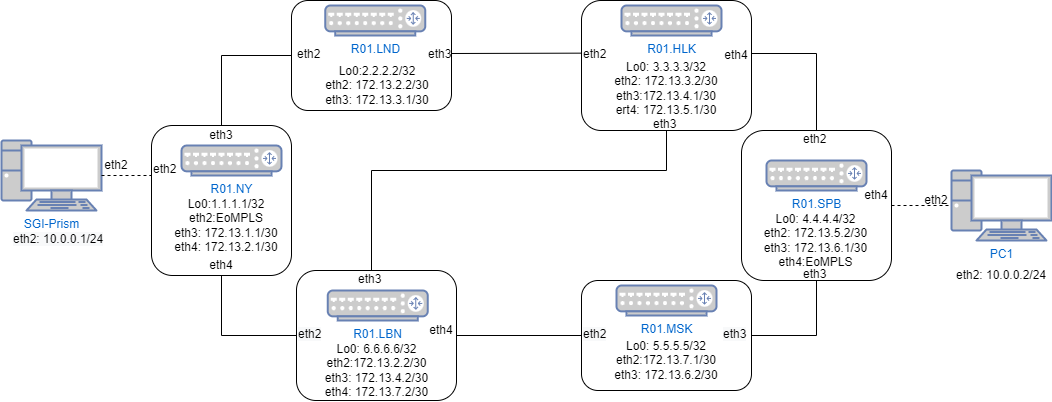 R01.LND
Lo0:2.2.2.2/32
eth2: 172.13.2.2/30
eth3: 172.13.3.1/30
eth2
eth3
R01.HLK
Lo0: 3.3.3.3/32
eth2: 172.13.3.2/30
eth3:172.13.4.1/30
ert4: 172.13.5.1/30
eth2
eth4
eth3
SGI-Prism
eth2: 10.0.0.1/24
eth2
eth3
eth2
R01.NY
Lo0:1.1.1.1/32
eth2:EoMPLS
eth3: 172.13.1.1/30
eth4: 172.13.2.1/30
eth4
eth2
R01.SPB
Lo0: 4.4.4.4/32
eth2: 172.13.5.2/30
eth3: 172.13.6.1/30
eth4:EoMPLS
eth3
eth4
eth2
PC1
eth2: 10.0.0.2/24
eth3
R01.LBN
Lo0: 6.6.6.6/32
eth2:172.13.2.2/30
eth3: 172.13.4.2/30
eth4: 172.13.7.2/30
eth2
eth4
R01.MSK
Lo0: 5.5.5.5/32
eth2:172.13.7.1/30
eth3: 172.13.6.2/30
eth2
eth3